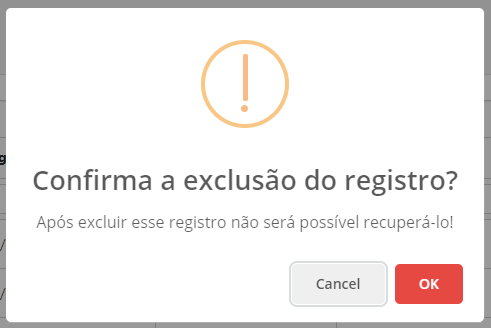 Confirma a exclusão do registro?
Após excluir esse registro não será possível recuperá-lo!
Cancel
OK